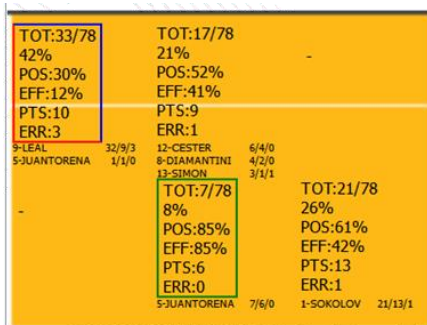 TOT:33/78
42%
POS:30%
EFF:12%
PTS:10
ERR:3
9-LEAL 32/9/3
5-JUANTORENA 1/1/0
TOT:17/78
21%
POS:52%
EFF:41%
PTS:9
ERR:1
12-CESTER 6/4/0
8-DIAMANTINI 4/2/0
13-SIMON 3/1/1
-
-
TOT:7/78
8%
POS:85%
EFF:85%
PTS:6
ERR:0
5-JUANTORENA 7/6/0
TOT:21/78
26%
POS:61%
EFF:42%
PTS:13
ERR:1
1-SOKOLOV 21/13/1